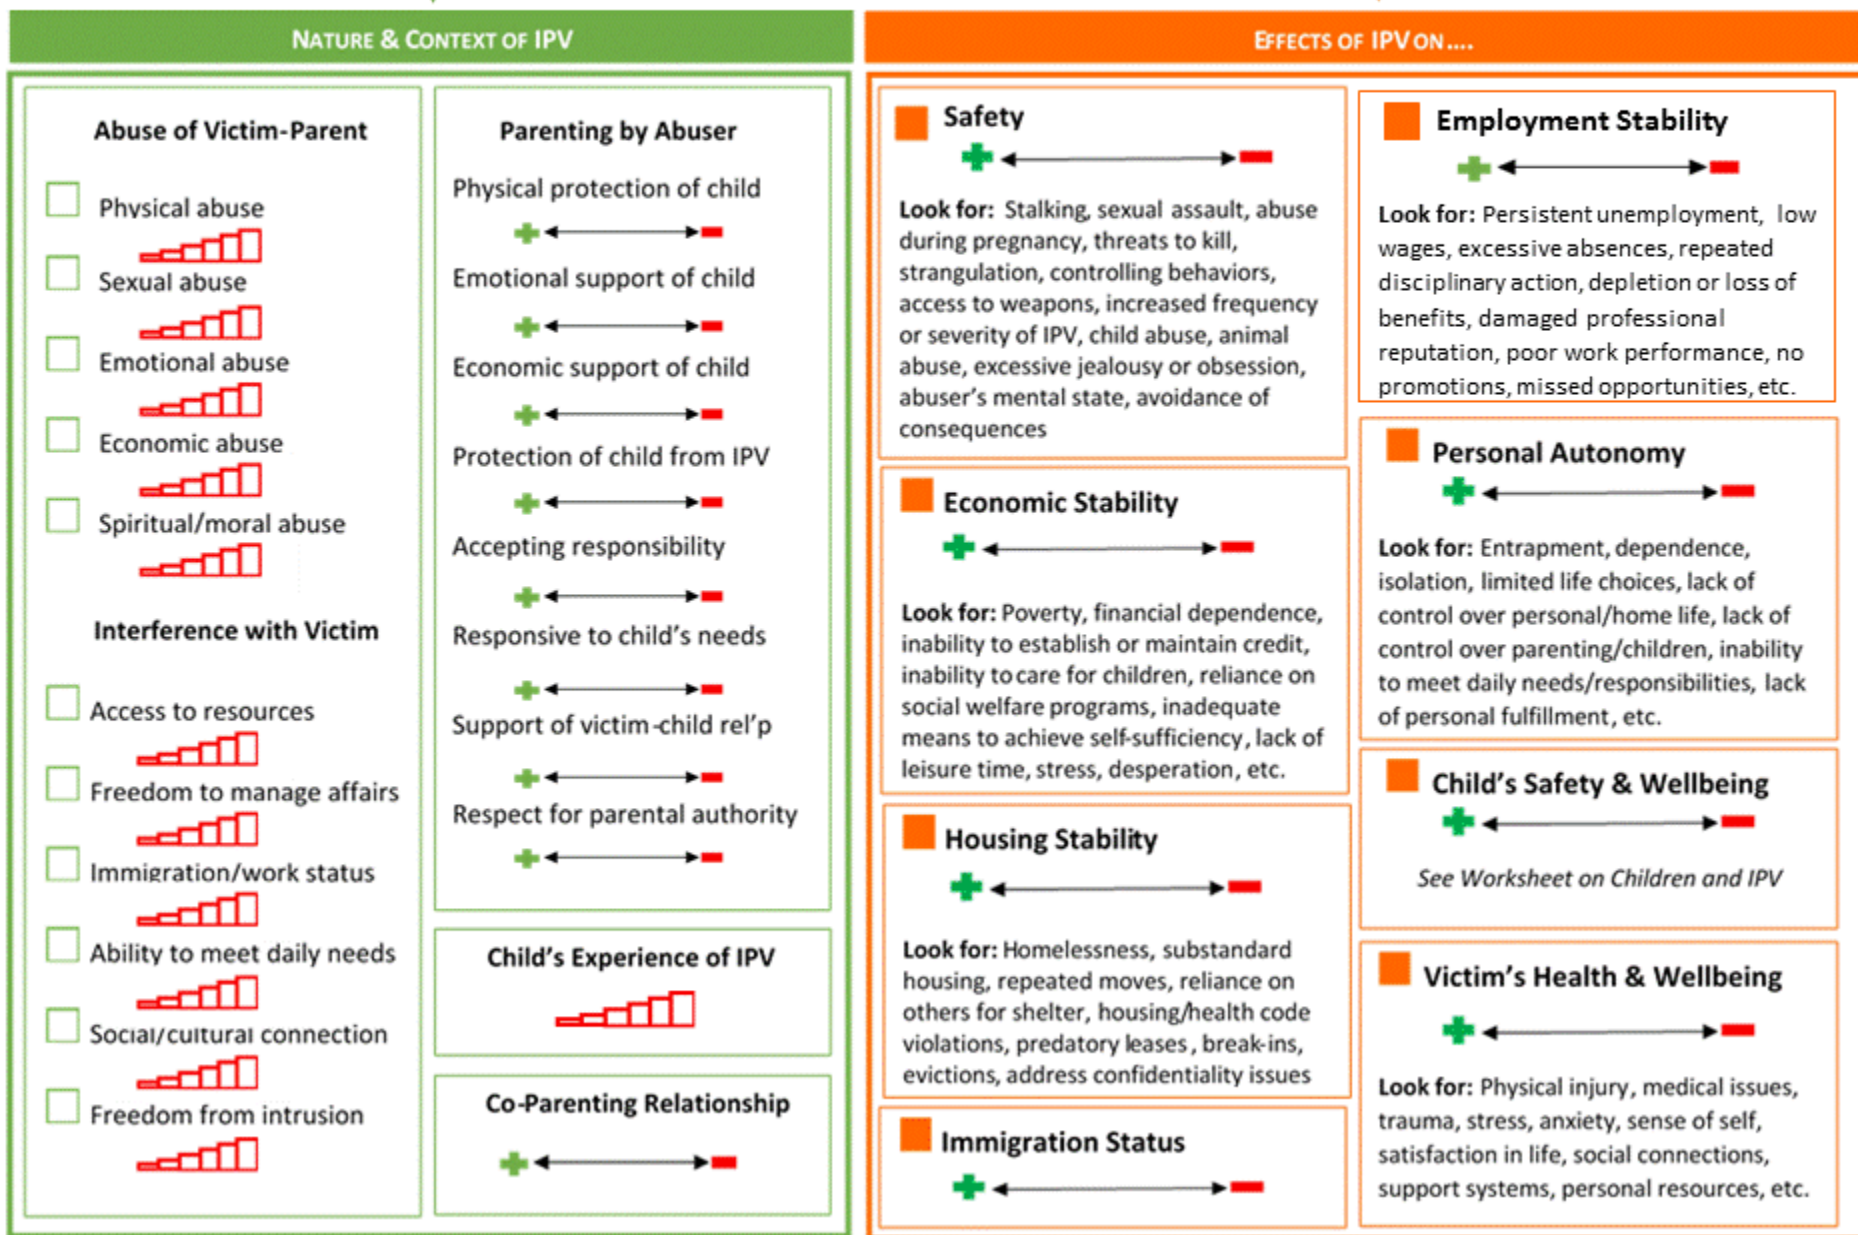 NATURE & CONTEXT OF IPV
Abuse of Victim-Parent
Physical abuse
Sexual abuse
Emotional abuse
Economic abuse
Spiritual/moral abuse
Interference with Victim
Access to resources
Freedom to manage affairs
Immigration/work status
Ability to meet daily needs
Social/cultural connection
Freedom from intrusion
Parenting by Abuser
Physical protection of child
Emotional support of child
Economic support of child
Protection of child from IPV
Accepting responsibility
Responsive to child's needs
Support of victim-child rel'p
Respect for parental authority
Child's Experience of IPV
Co-Parenting Relationship
EFFECTS OF IPV ON....
Safety
Look for: Stalking, sexual assault, abuse
during pregnancy, threats to kill,
strangulation, controlling behaviors,
access to weapons, increased frequency
or severity of IPV, child abuse, animal
abuse, excessive jealousy or obsession,
abuser's mental state, avoidance of
consequences
Economic Stability
Look for: Poverty, financial dependence,
inability to establish or maintain credit,
inability to care for children, reliance on
social welfare programs, inadequate
means to achieve self-sufficiency, lack of
leisure time, stress, desperation, etc.
Housing Stability
Look for: Homelessness, substandard
housing, repeated moves, reliance on
others for shelter, housing/health code
violations, predatory leases, break-ins,
evictions, address confidentiality issues
Immigration Status
Employment Stability
Look for: Persistent unemployment, low
wages, excessive absences, repeated
disciplinary action, depletion or loss of
benefits, damaged professional
reputation, poor work performance, no
promotions, missed opportunities, etc.
Personal Autonomy
Look for: Entrapment, dependence,
isolation, limited life choices, lack of
control over personal/home life, lack of
control over parenting/children, inability
to meet daily needs/responsibilities, lack
of personal fulfillment, etc.
Child's Safety & Wellbeing
See Worksheet on Children and IPV
Victim's Health & Wellbeing
Look for: Physical injury, medical issues,
trauma, stress, anxiety, sense of self,
satisfaction in life, social connections,
support systems, personal resources, etc.